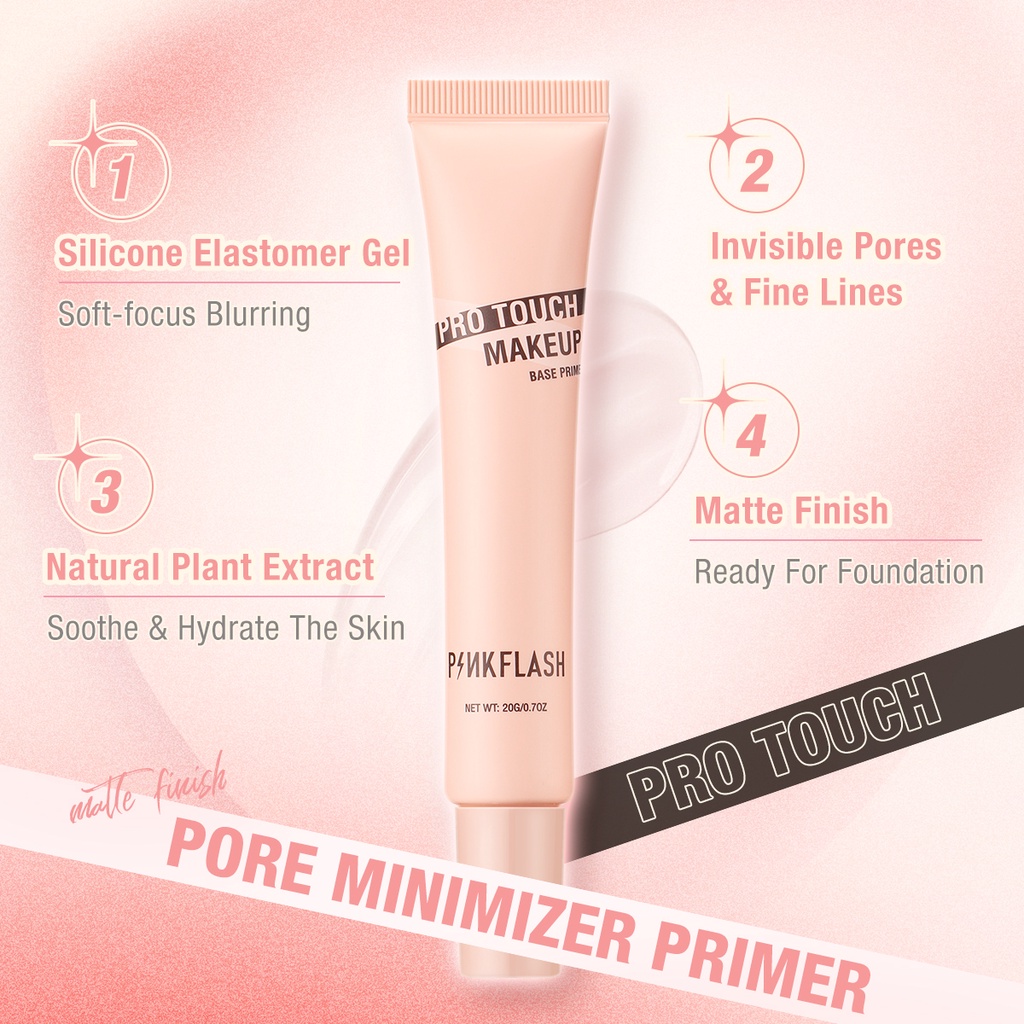 1
Silicone Elastomer Gel
Soft-focus Blurring
2
Invisible Pores
& Fine Lines
3
Natural Plant Extract
Soothe & Hydrate The Skin
4
Matte Finish
Ready For Foundation
PRO TOUCH
MAKEUP
BASE PRIME
PINKFLASH
NET WT: 20G/0.7OZ
PRO TOUCH
matte finish
PORE MINIMIZER PRIMER